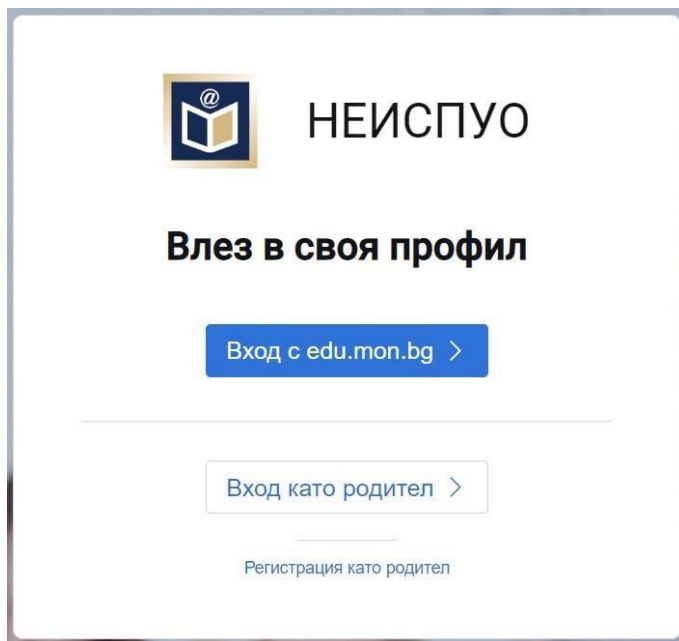 @
НЕИСПУО
Влез в своя профил
Вход с edu.mon.bg
Вход като родител
Регистрация като родител